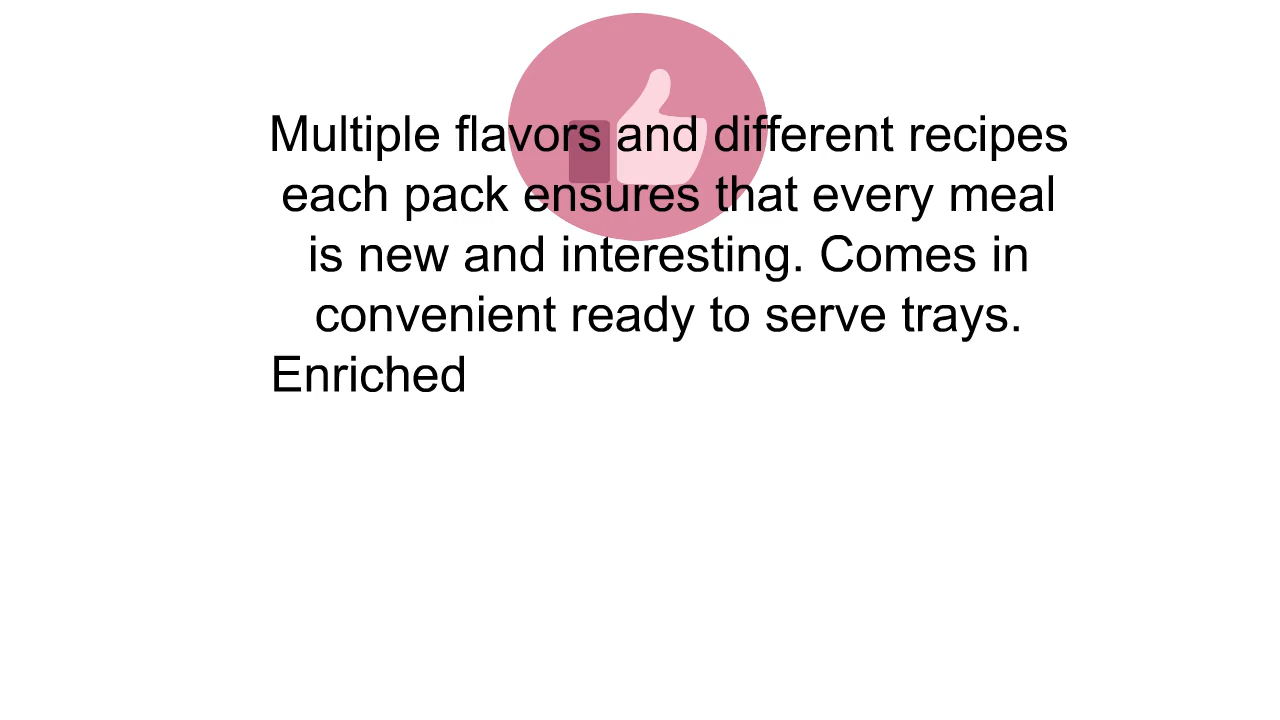 Multiple flavors and different recipes
each pack ensures that every meal
is new and interesting. Comes in
convenient ready to serve trays.
Enriched